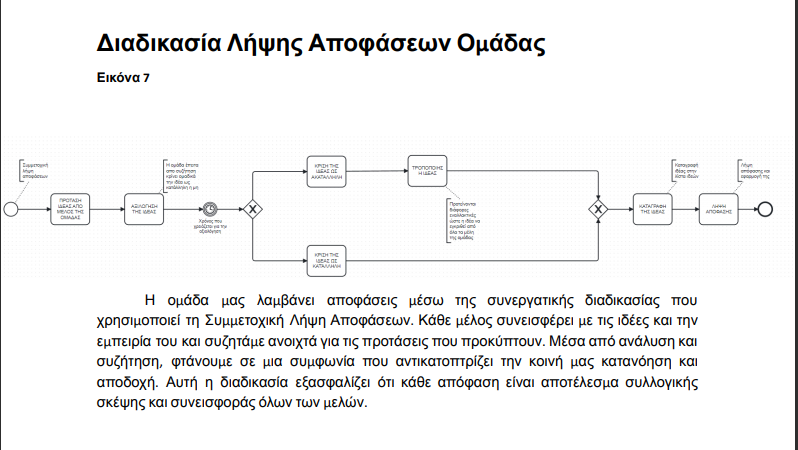 Διαδικασία Λήψης Αποφάσεων Ομάδας
Εικόνα 7
Συμμετοχική
λήψη
αποφάσεων
ΠΡΟΤΑΣΗ
ΙΔΕΑΣ ΑΠΟ
ΜΕΛΟΣ ΤΗΣ
ΟΜΑΔΑΣ
Η ομάδα έπειτα
από συζήτηση
κρίνει ομαδικά
την ιδέα ως
κατάλληλη ή μη
ΑΞΙΟΛΟΓΗΣΗ
ΤΗΣ ΙΔΕΑΣ
Χρόνος που
χρειάζεται για την
αξιολόγηση
X
ΚΡΙΣΗ ΤΗΣ
ΙΔΕΑΣ ΩΣ
ΑΚΑΤΑΛΛΗΛΗ
ΤΡΟΠΟΠΟΙΗΣ
Η ΙΔΕΑΣ
Προτείνονται
διάφορες
εναλλακτικές
ώστε η ιδέα να
εγκριθεί από
όλα τα μέλη
της ομάδας
ΚΡΙΣΗ ΤΗΣ
ΙΔΕΑΣ ΩΣ
ΚΑΤΑΛΛΗΛΗ
X
Καταγραφή
ιδέας στην
λίστα ιδεών
ΚΑΤΑΓΡΑΦΗ
ΤΗΣ ΙΔΕΑΣ
Λήψη
απόφασης και
εφαρμογή της
ΛΗΨΗ
ΑΠΟΦΑΣΗΣ
Η ομάδα μας λαμβάνει αποφάσεις μέσω της συνεργατικής διαδικασίας που
χρησιμοποιεί τη Συμμετοχική Λήψη Αποφάσεων. Κάθε μέλος συνεισφέρει με τις ιδέες και την
εμπειρία του και συζητάμε ανοιχτά για τις προτάσεις που προκύπτουν. Μέσα από ανάλυση και
συζήτηση, φτάνουμε σε μια συμφωνία που αντικατοπτρίζει την κοινή μας κατανόηση και
αποδοχή. Αυτή η διαδικασία εξασφαλίζει ότι κάθε απόφαση είναι αποτέλεσμα συλλογικής
σκέψης και συνεισφοράς όλων των μελών.